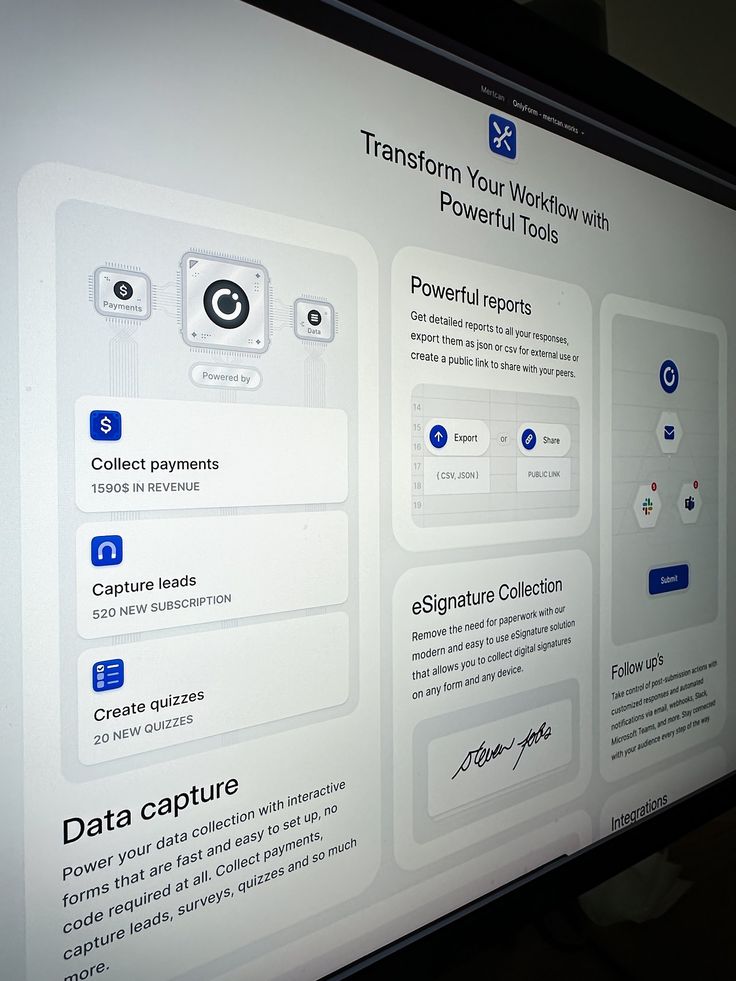 Mertcan OnlyForm - mertcan.works
Transform Your Workflow with
Powerful Tools
$
Payments
Data
Powered by
$
Collect payments
1590$ IN REVENUE
Capture leads
520 NEW SUBSCRIPTION
Create quizzes
20 NEW QUIZZES
Data capture
Power your data collection with interactive
forms that are fast and easy to set up, no
code required at all. Collect payments,
capture leads, surveys, quizzes and so much
more.
Powerful reports
Get detailed reports to all your responses,
export them as json or csv for external use or
create a public link to share with your peers.
14
15
16
17
18
19
Export or Share
{ CSV, JSON } PUBLIC LINK
eSignature Collection
Remove the need for paperwork with our
modern and easy to use eSignature solution
that allows you to collect digital signatures
on any form and any device.
steven jobs
Submit
Follow up's
Take control of post-submission actions with
customized responses and automated
notifications via email, webhooks, Slack,
Microsoft Teams, and more. Stay connected
with your audience every step of the way
Integrations